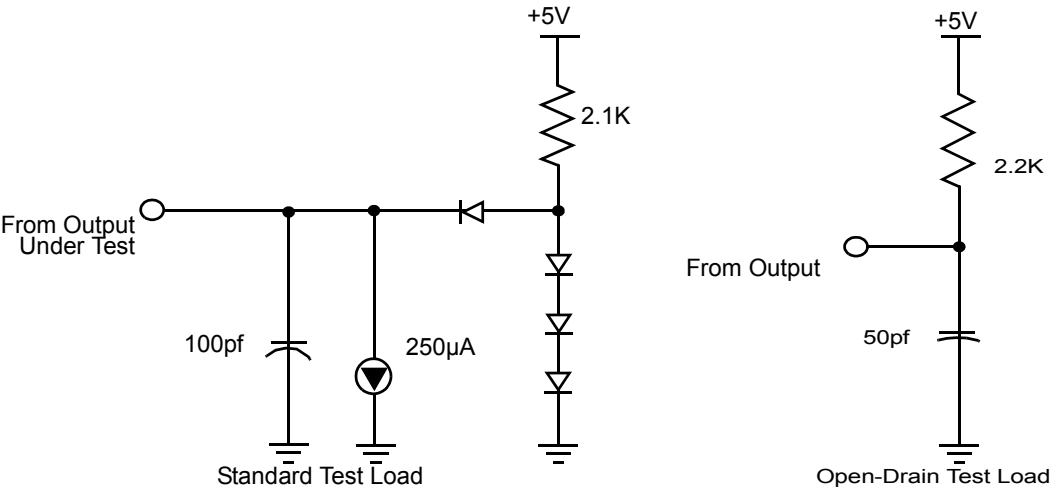 +5V
2.1K
From Output
Under Test
100pf
250µA
Standard Test Load
+5V
2.2K
From Output
50pf
Open-Drain Test Load